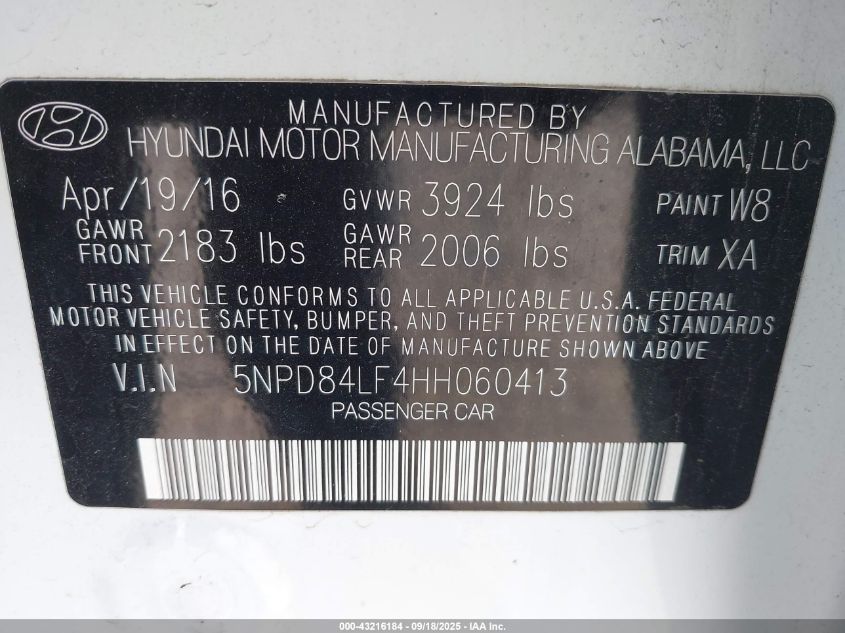 MANUFACTURED BY
HYUNDAI MOTOR MANUFACTURING ALABAMA, LLC
Apr/19/16 GVWR 3924 lbs PAINT W8
GAWR FRONT 2183 lbs GAWR REAR 2006 lbs TRIM XA
THIS VEHICLE CONFORMS TO ALL APPLICABLE U.S.A. FEDERAL
MOTOR VEHICLE SAFETY, BUMPER, AND THEFT PREVENTION STANDARDS
IN EFFECT ON THE DATE OF MANUFACTURE SHOWN ABOVE
V.I.N 5NPD84LF4HH060413
PASSENGER CAR
000-43216184 - 09/18/2025 - IAA Inc.